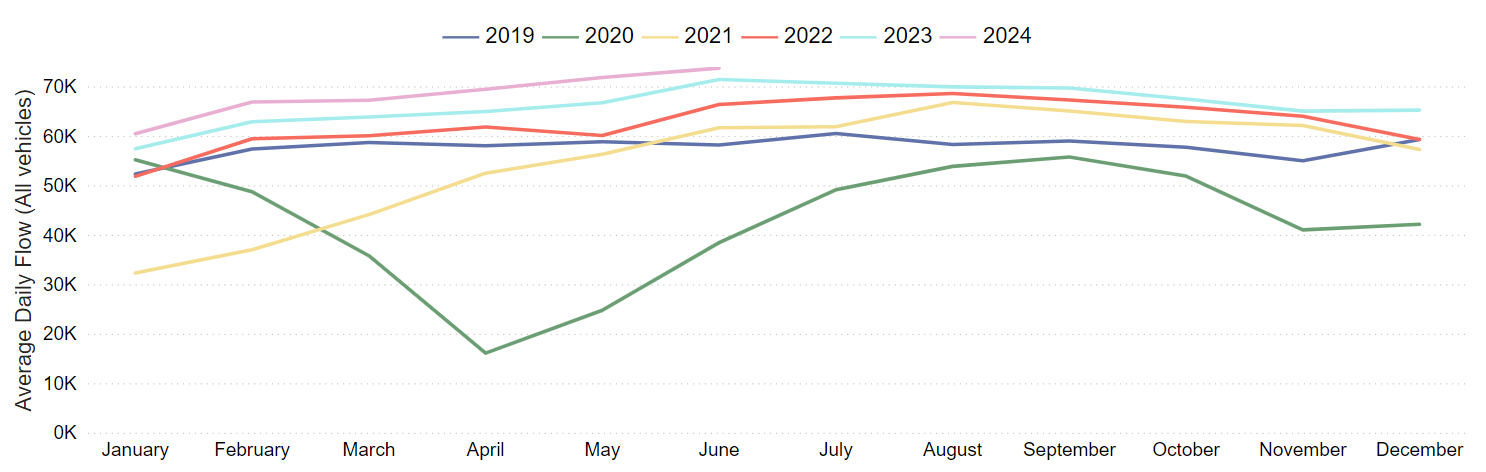 2019 2020 2021 2022 2023 2024
Average Daily Flow (All vehicles)
70K
60K
50K
40K
30K
20K
10K
0K
January February March April May June July August September October November December